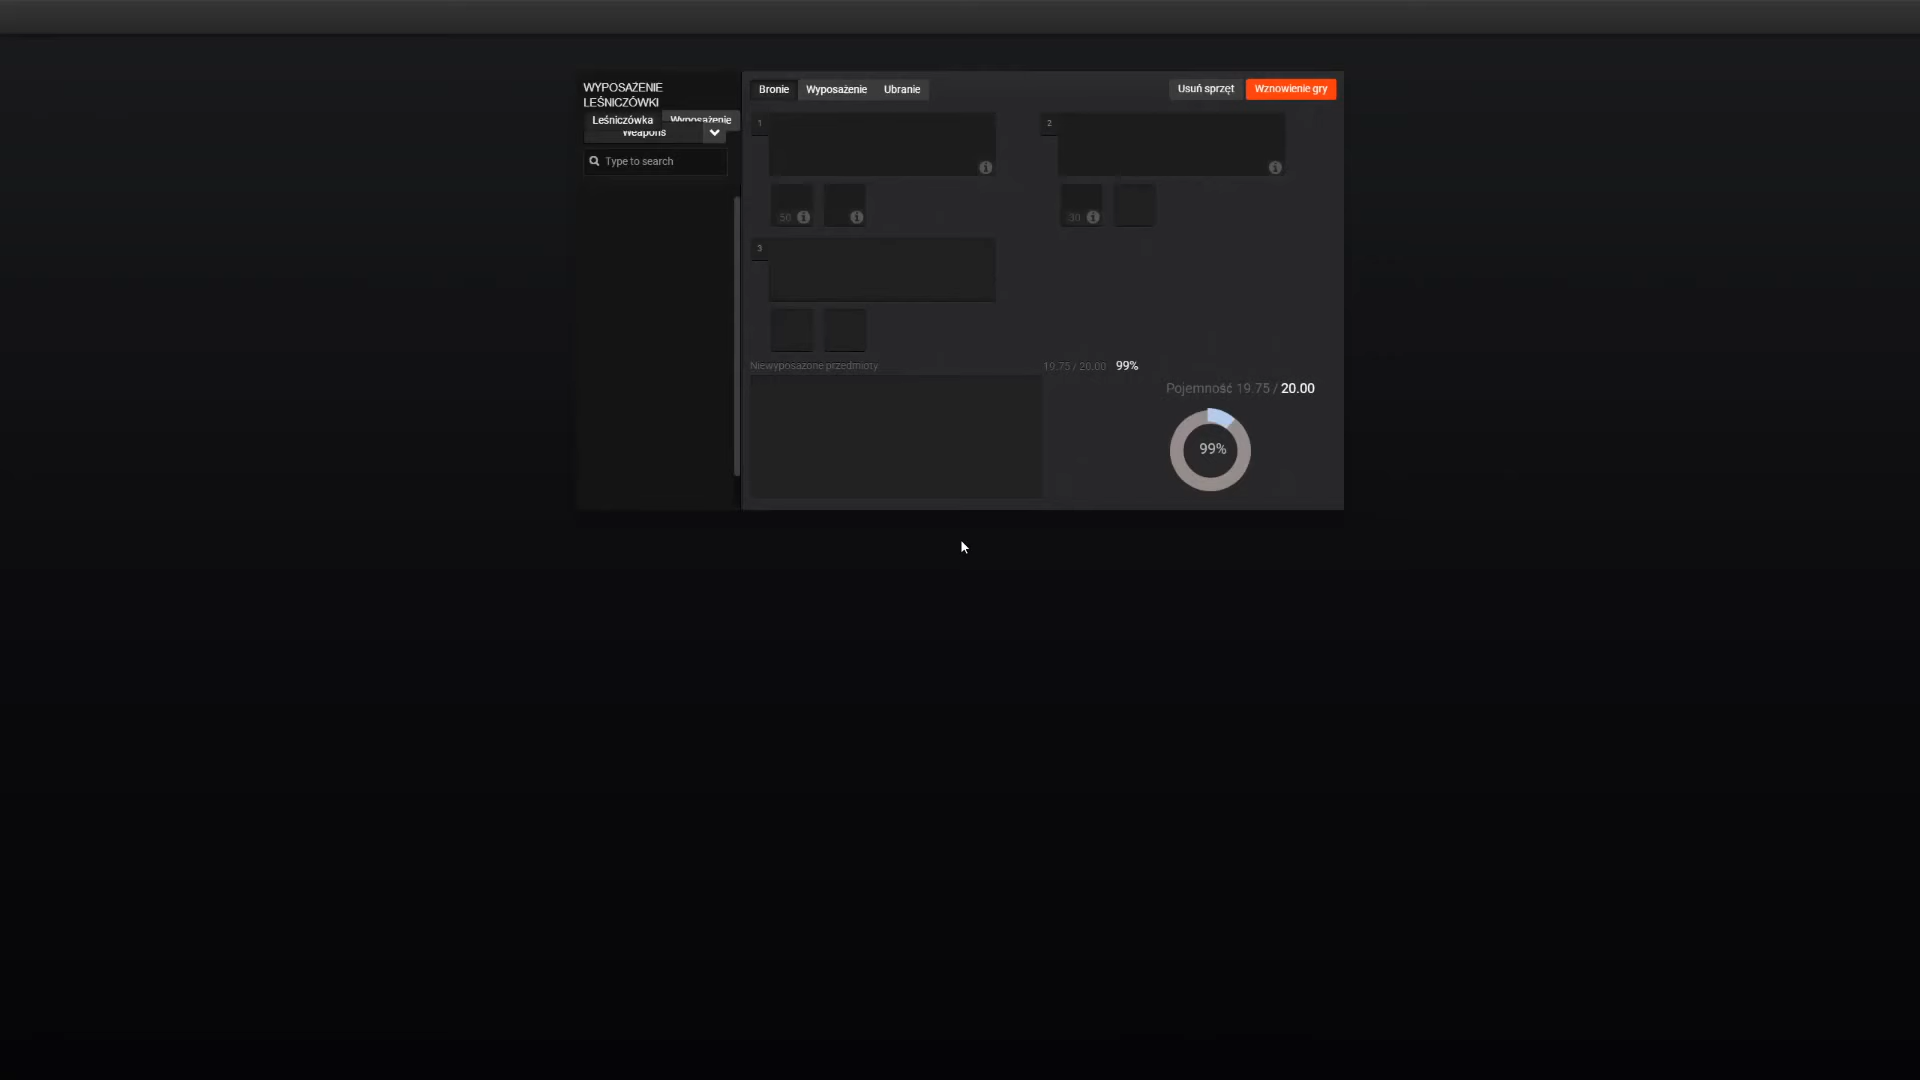 WYPOSAŻENIE
LEŚNICZÓWKI
Leśniczówka Wyposażenie
Weapons
Type to search
Bronie Wyposażenie Ubranie
Usuń sprzęt Wznowienie gry
1
2
50
30
3
Niewyposażone przedmioty
19.75 / 20.00 99%
Pojemność 19.75 / 20.00
99%